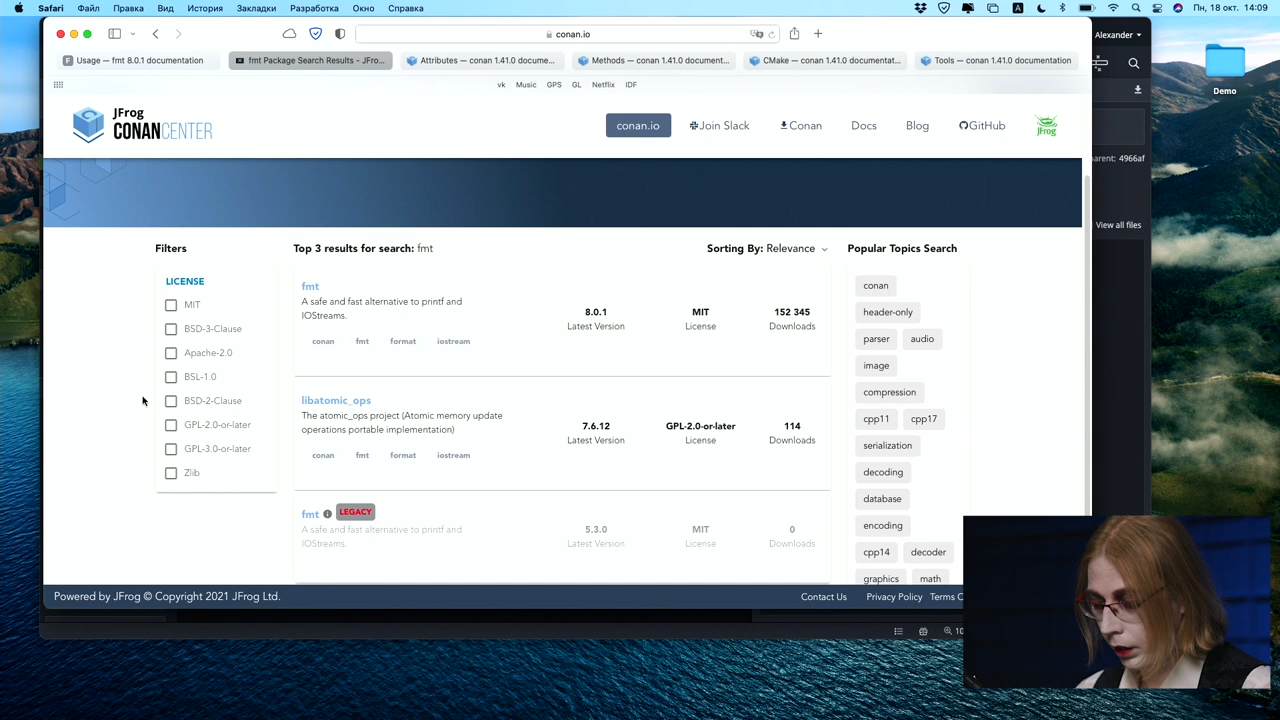 Safari Файл Правка Вид История Закладки Разработка Окно Справка
A
Пн, 18 окт. 14:09
conan.io
Usage — fmt 8.0.1 documentation
fmt Package Search Results - JFro...
Attributes — conan 1.41.0 docume...
Methods — conan 1.41.0 document...
CMake — conan 1.41.0 documentat...
Tools — conan 1.41.0 documentation
vk Music GPS GL Netflix IDF
Alexander
Demo
JFrog
CONANCENTER
conan.io
Join Slack
Conan
Docs
Blog
GitHub
JFrog
parent: 4966af
View all files
Filters
LICENSE
MIT
BSD-3-Clause
Apache-2.0
BSL-1.0
BSD-2-Clause
GPL-2.0-or-later
GPL-3.0-or-later
Zlib
Top 3 results for search: fmt
Sorting By: Relevance
fmt
A safe and fast alternative to printf and
IOStreams.
conan fmt format iostream
8.0.1
Latest Version
MIT
License
152 345
Downloads
libatomic_ops
The atomic_ops project (Atomic memory update
operations portable implementation)
conan fmt format iostream
7.6.12
Latest Version
GPL-2.0-or-later
License
114
Downloads
fmt LEGACY
A safe and fast alternative to printf and
IOStreams.
5.3.0
Latest Version
MIT
License
0
Downloads
Popular Topics Search
conan
header-only
parser audio
image
compression
cpp11 cpp17
serialization
decoding
database
encoding
cpp14 decoder
graphics math
Powered by JFrog © Copyright 2021 JFrog Ltd.
Contact Us
Privacy Policy
Terms
10